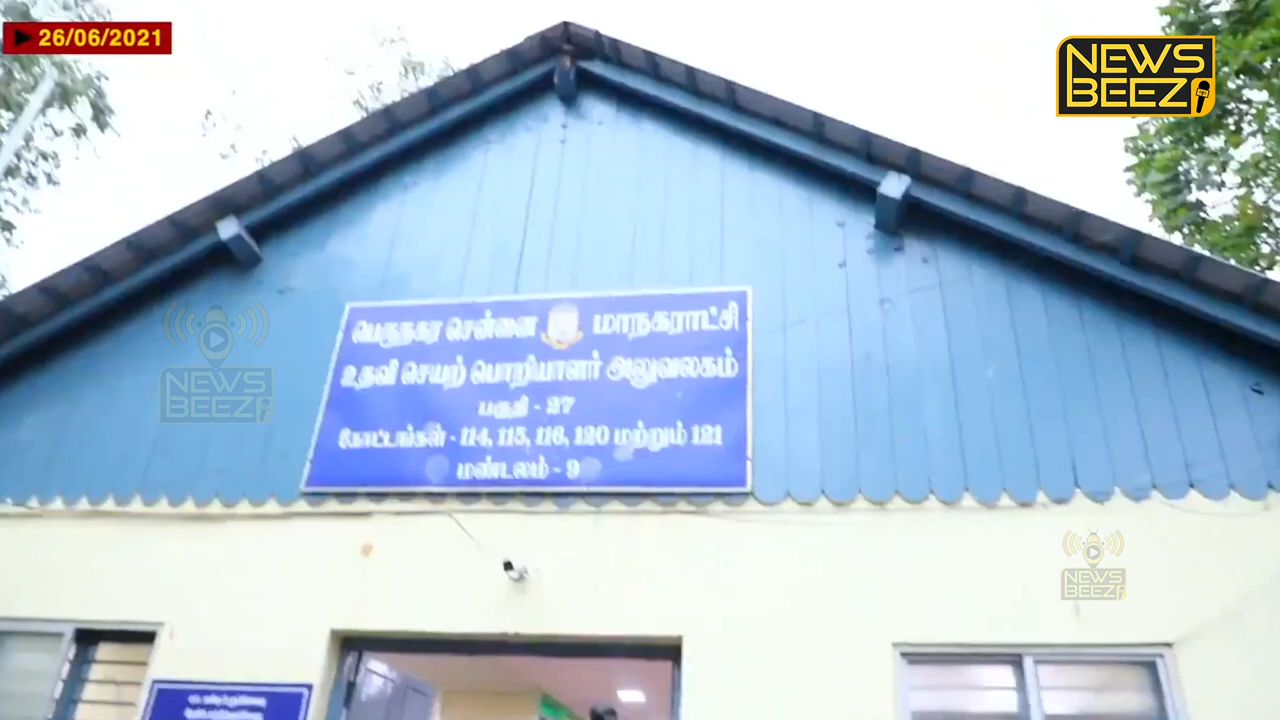 26/06/2021
NEWS
BEEZ
பெருநகர சென்னை மாநகராட்சி
உதவி செயற் பொறியாளர் அலுவலகம்
பகுதி - 27
கோட்டங்கள் - 114, 115, 116, 120 மற்றும் 121
மண்டலம் - 9
NEWS
BEEZ
NEWS
BEEZ